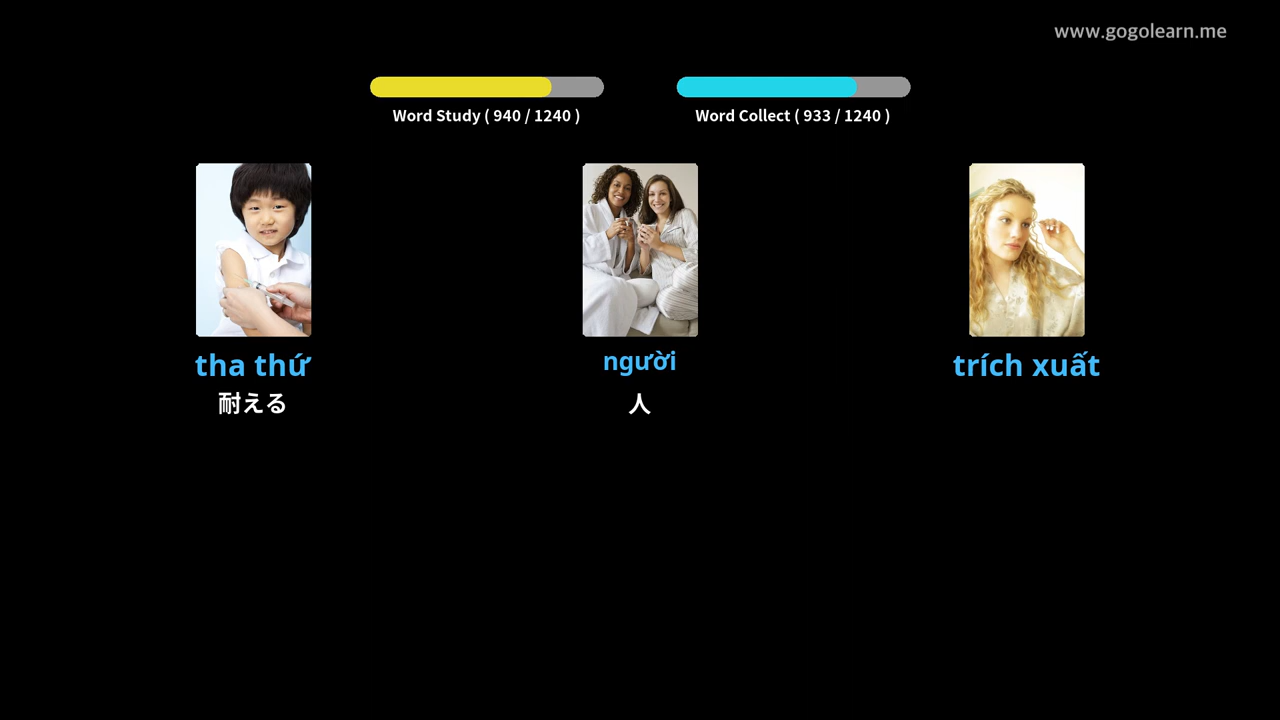 www.gogolearn.me
Word Study ( 940 / 1240 )
Word Collect ( 933 / 1240 )
tha thứ
người
trích xuất
耐える
人